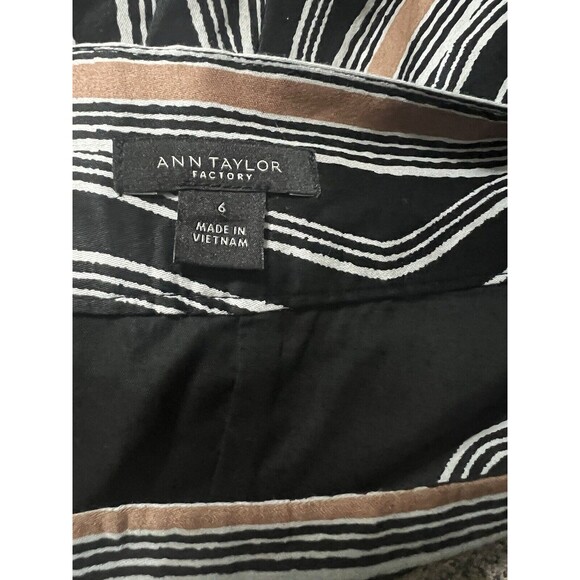 ANN TAYLOR
FACTORY
6
MADE IN
VIETNAM